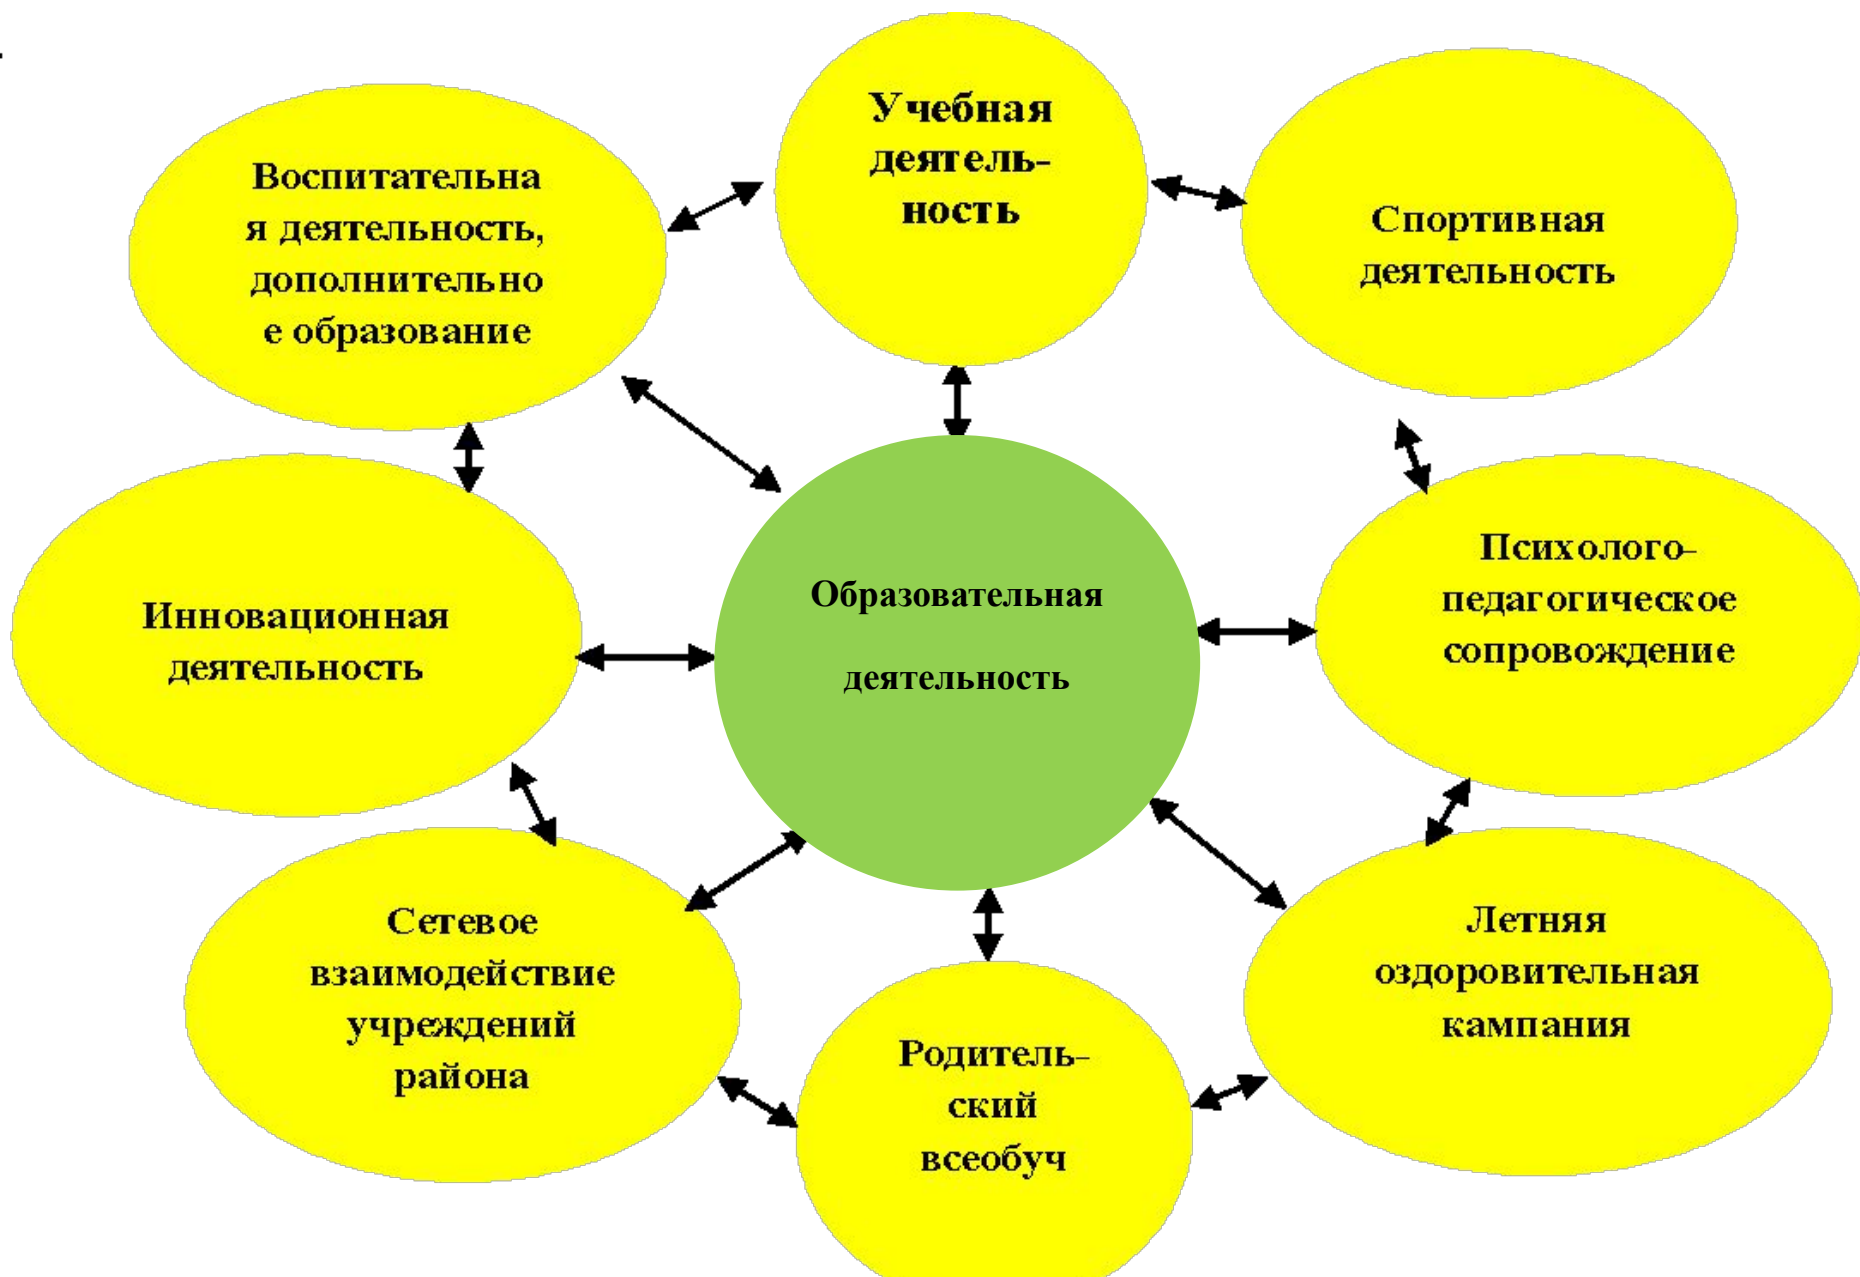 Учебная
деятель-
ность
Воспитательна
я деятельность,
дополнительно
е образование
Спортивная
деятельность
Образовательная
деятельность
Инновационная
деятельность
Психолого-
педагогическое
сопровождение
Сетевое
взаимодействие
учреждений
района
Родитель-
ский
всеобуч
Летняя
оздоровительная
кампания